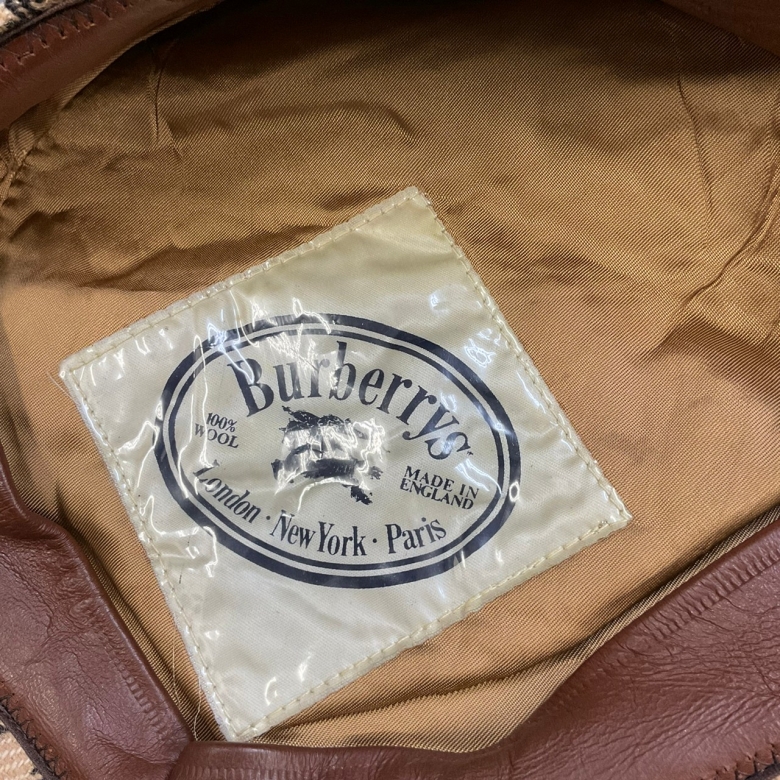 Burberrys
100%
WOOL
MADE IN
ENGLAND
London · New York · Paris